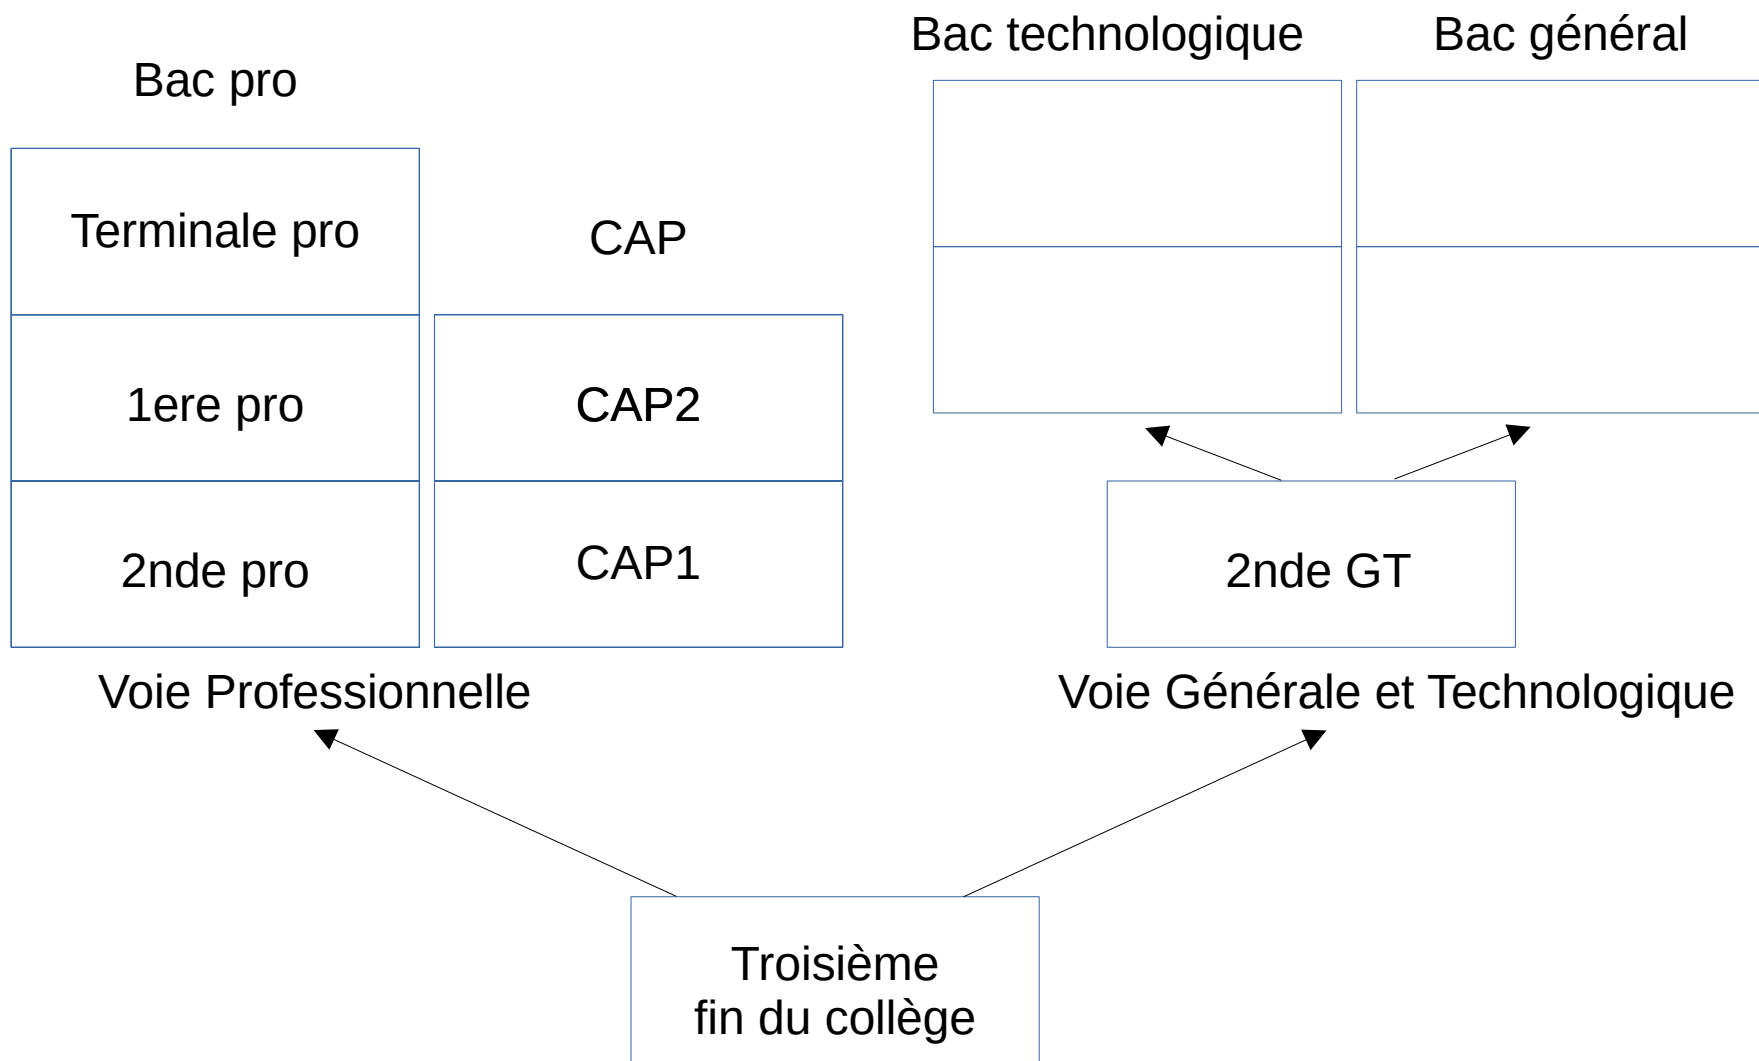 Bac technologique
Bac général
Bac pro
Terminale pro
CAP
1ere pro
CAP2
2nde pro
CAP1
2nde GT
Voie Professionnelle
Voie Générale et Technologique
Troisième
fin du collège